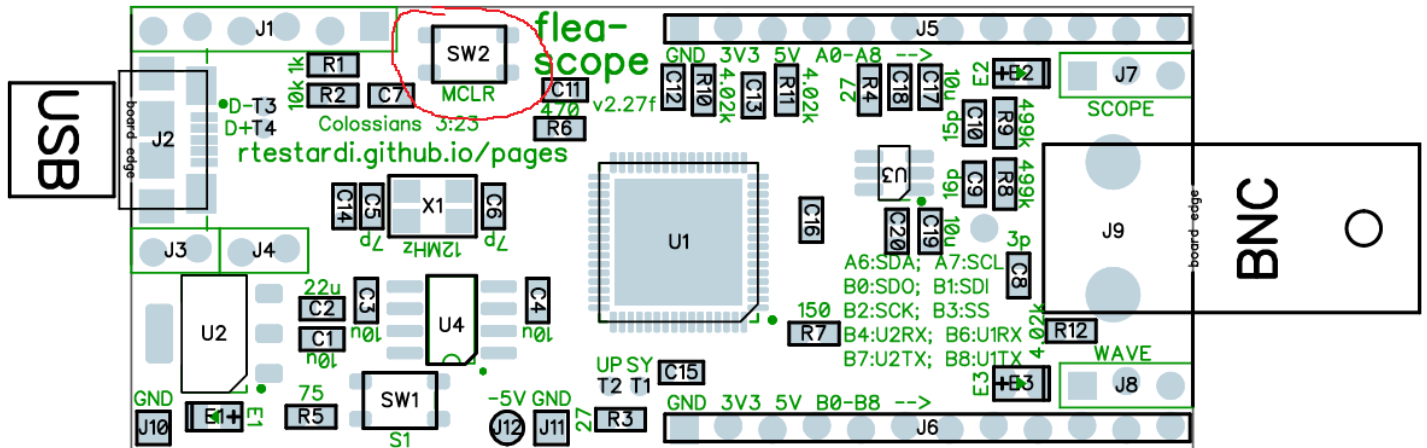 J1
SW2
MCLR
flea-
scope
v2.27f
J5
GND 3V3 5V A0-A8 -->
1k
R1
10k
R2
C7
C11
470
R6
C12
R10
4.02k
C13
R11
4.02k
27
R4
C18
C17
10u
E2
+E2
J7
SCOPE
USB
board edge
J2
D-T3
D+T4
Colossians 3:23
rtestardi.github.io/pages
15p
C10
R9
499k
16p
C9
R8
499k
U3
C14
C5
7p
X1
12MHz
C6
7p
U1
C16
C20
C19
10u
3p
C8
J9
board edge
BNC
J3
J4
A6:SDA; A7:SCL
B0:SDO; B1:SDI
B2:SCK; B3:SS
B4:U2RX; B6:U1RX
B7:U2TX; B8:U1TX
22u
C2
C1
10u
C3
10u
U2
U4
C4
10u
150
R7
4.02k
R12
WAVE
GND
J10
E1+
E1
75
R5
SW1
S1
-5V GND
J12
J11
UP SY
T2 T1
C15
27
R3
GND 3V3 5V B0-B8 -->
J6
E3
+E3
J8